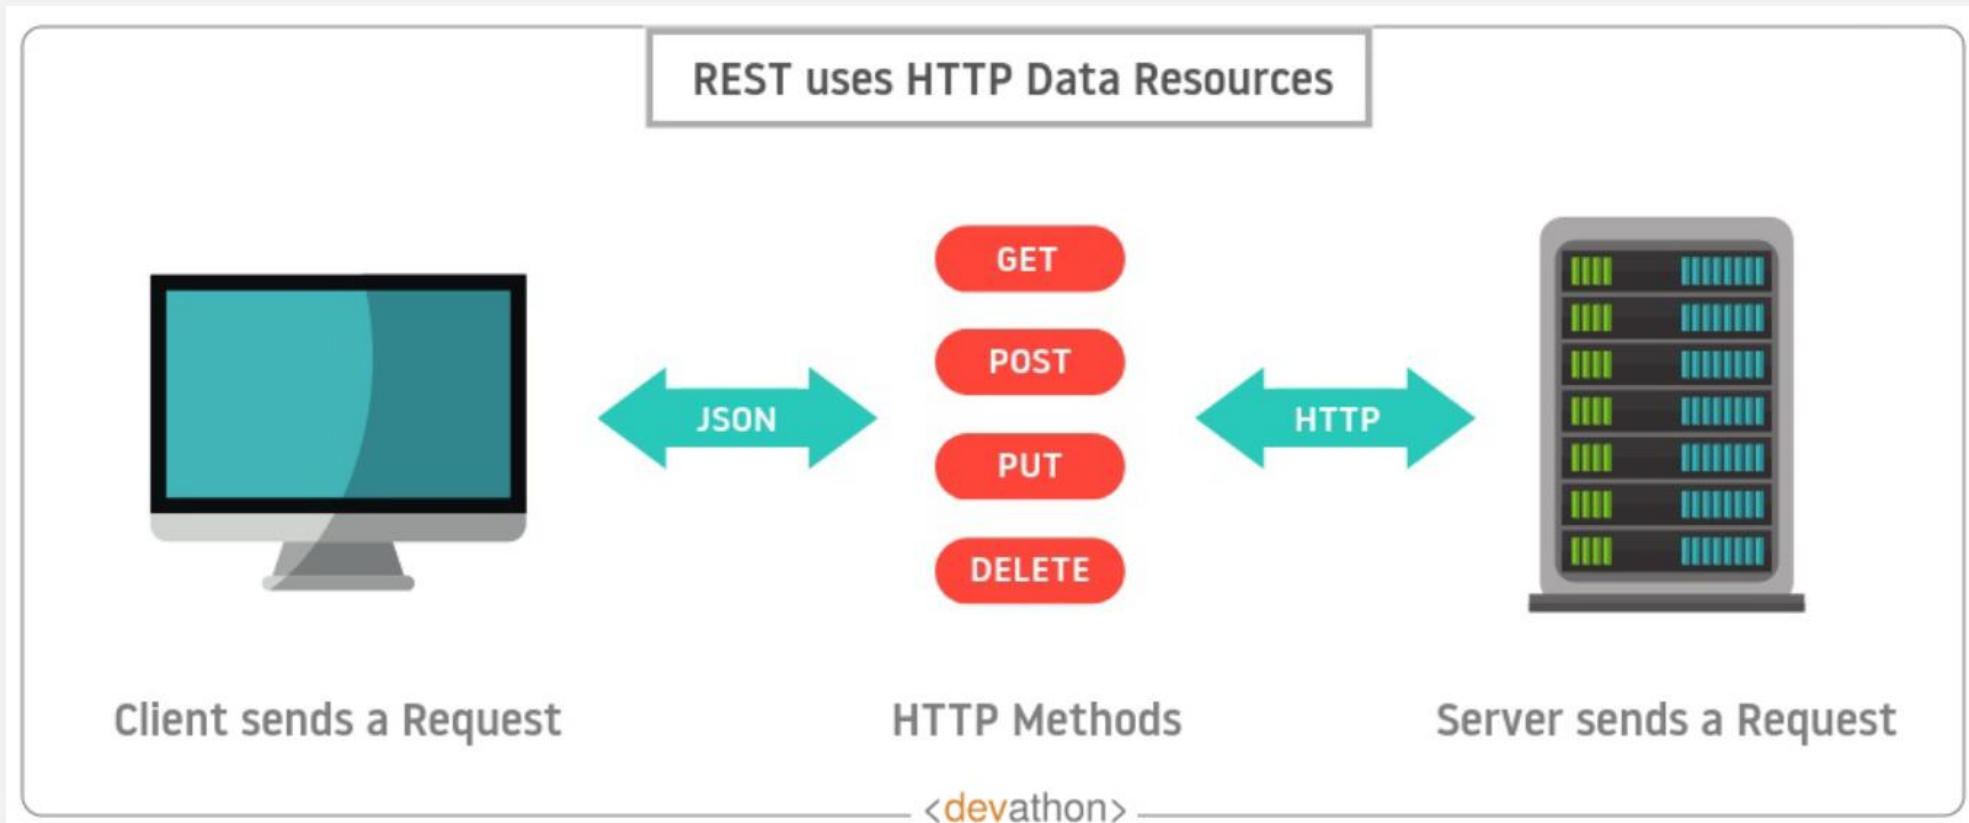 REST uses HTTP Data Resources
GET
POST
JSON
HTTP
PUT
DELETE
Client sends a Request
HTTP Methods
Server sends a Request
<devathon>